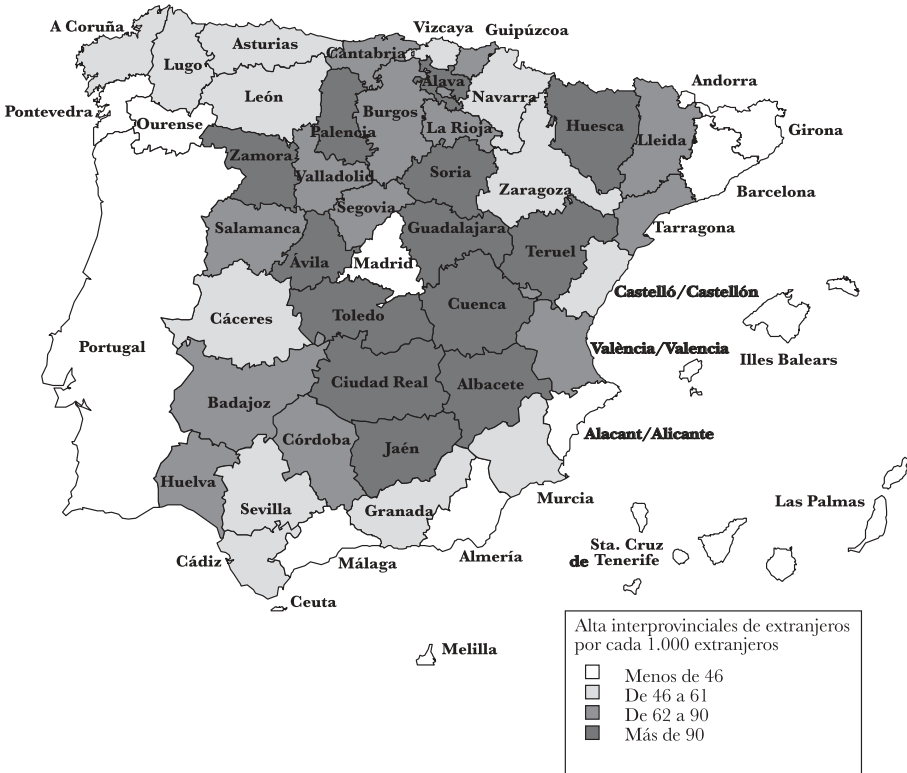 A Coruña
Lugo
Asturias
Cantabria
Vizcaya
Guipúzcoa
Alava
Navarra
Andorra
Pontevedra
Ourense
León
Palencia
Burgos
La Rioja
Huesca
Lleida
Girona
Zamora
Valladolid
Soria
Zaragoza
Barcelona
Segovia
Salamanca
Guadalajara
Tarragona
Ávila
Madrid
Teruel
Castelló/Castellón
Cáceres
Toledo
Cuenca
Portugal
València/Valencia
Illes Balears
Badajoz
Ciudad Real
Albacete
Alacant/Alicante
Córdoba
Jaén
Huelva
Sevilla
Granada
Murcia
Las Palmas
Cádiz
Málaga
Almería
Sta. Cruz
de Tenerife
Ceuta
Melilla
Alta interprovinciales de extranjeros
por cada 1.000 extranjeros
Menos de 46
De 46 a 61
De 62 a 90
Más de 90